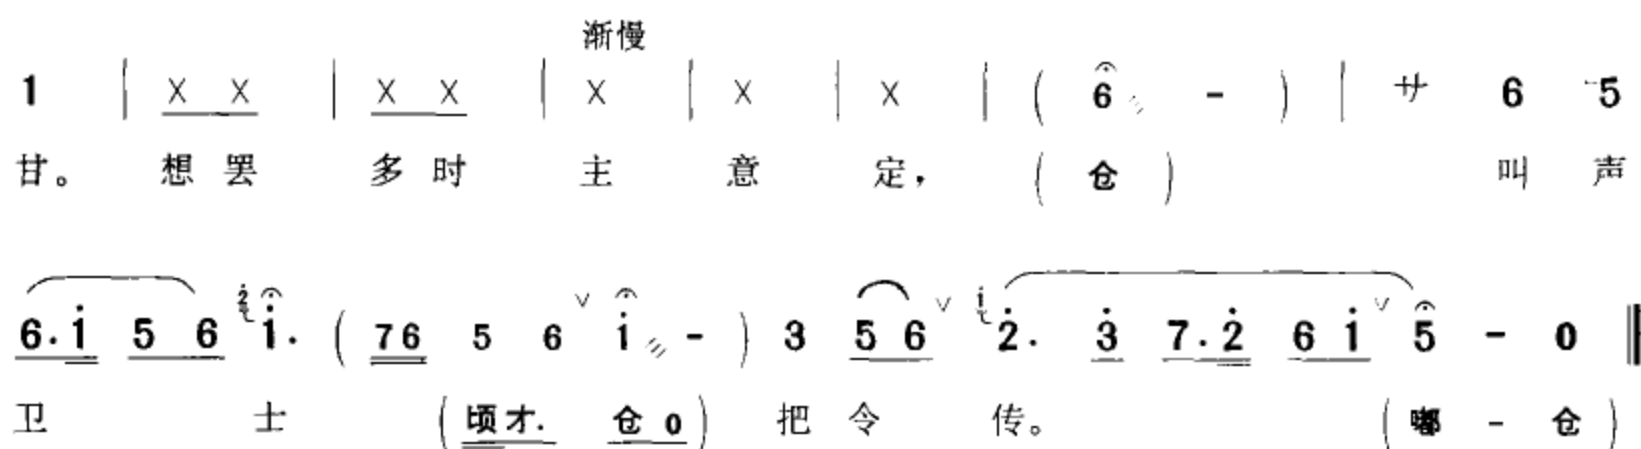 渐慢
1 | X X | X X | X | X | X | ( 6 - ) | サ 6 5
甘。 想 罢 多 时 主 意 定， ( 仓 ) 叫 声
6. i 5 6 2 i. ( 76 5 6 ∨ i - ) 3 5 6 ∨ i 2. 3 7. 2 6 i ∨ 5 - 0 ‖
卫 士 ( 顷 才. 仓 0 ) 把 令 传。 ( 嘟 - 仓 )